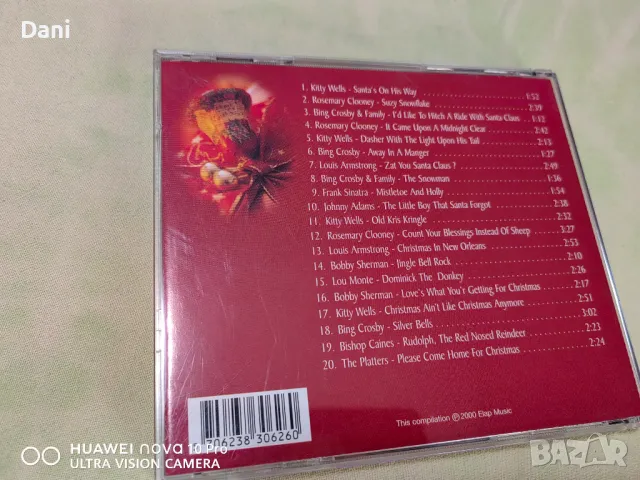 Dani
1. Kitty Wells - Santa's On His Way 1:52
2. Rosemary Clooney - Suzy Snowflake 2:39
3. Bing Crosby & Family - I'd Like To Hitch A Ride With Santa Claus 1:12
4. Rosemary Clooney - It Came Upon A Midnight Clear 2:42
5. Kitty Wells - Dasher With The Light Upon His Tail 2:13
6. Bing Crosby - Away In A Manger 1:27
7. Louis Armstrong - Zat You Santa Claus ? 2:49
8. Bing Crosby & Family - The Snowman 1:36
9. Frank Sinatra - Mistletoe And Holly 1:54
10. Johnny Adams - The Little Boy That Santa Forgot 2:38
11. Kitty Wells - Old Kris Kringle 2:32
12. Rosemary Clooney - Count Your Blessings Instead Of Sheep 3:27
13. Louis Armstrong - Christmas In New Orleans 2:53
14. Bobby Sherman - Jingle Bell Rock 2:10
15. Lou Monte - Dominick The Donkey 2:26
16. Bobby Sherman - Love's What You'r Getting For Christmas 2:17
17. Kitty Wells - Christmas Ain't Like Christmas Anymore 2:51
18. Bing Crosby - Silver Bells 3:02
19. Bishop Caines - Rudolph, The Red Nosed Reindeer 2:23
20. The Platters - Please Come Home For Christmas 2:24
This compilation ℗2000 Elap Music
706238 306260
HUAWEI nova 10 Pro
ULTRA VISION CAMERA
BAZAR